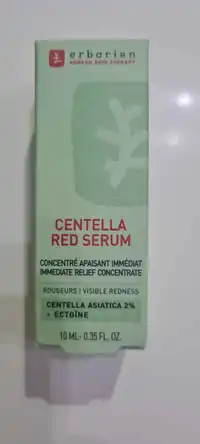 erborian
KOREAN SKIN THERAPY
CENTELLA
RED SERUM
CONCENTRÉ APAISANT IMMÉDIAT
IMMEDIATE RELIEF CONCENTRATE
ROUGEURS | VISIBLE REDNESS
CENTELLA ASIATICA 2%
+ ECTOÏNE
10 ML- 0.35 FL. OZ.